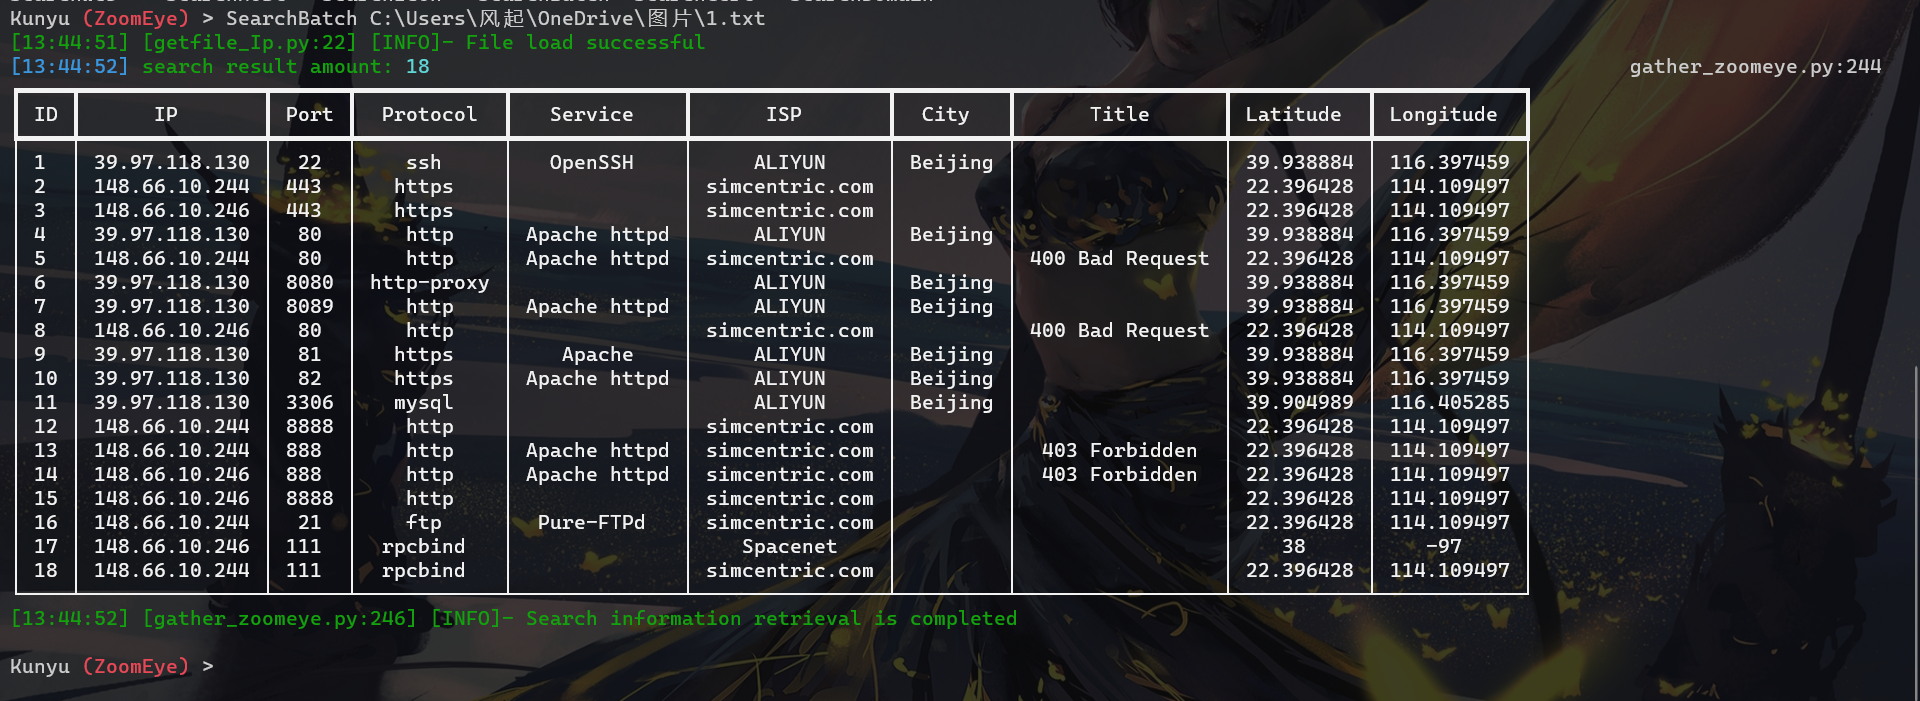 Kunyu (ZoomEye) > SearchBatch C:\Users\风起\OneDrive\图片\1.txt
[13:44:51] [getfile_Ip.py:22] [INFO]- File load successful
[13:44:52] search result amount: 18 gather_zoomeye.py:244
ID IP Port Protocol Service ISP City Title Latitude Longitude
1 39.97.118.130 22 ssh OpenSSH ALIYUN Beijing 39.938884 116.397459
2 148.66.10.244 443 https simcentric.com 22.396428 114.109497
3 148.66.10.246 443 https simcentric.com 22.396428 114.109497
4 39.97.118.130 80 http Apache httpd ALIYUN Beijing 39.938884 116.397459
5 148.66.10.244 80 http Apache httpd simcentric.com 400 Bad Request 22.396428 114.109497
6 39.97.118.130 8080 http-proxy ALIYUN Beijing 39.938884 116.397459
7 39.97.118.130 8089 http Apache httpd ALIYUN Beijing 39.938884 116.397459
8 148.66.10.246 80 http simcentric.com 400 Bad Request 22.396428 114.109497
9 39.97.118.130 81 https Apache ALIYUN Beijing 39.938884 116.397459
10 39.97.118.130 82 https Apache httpd ALIYUN Beijing 39.938884 116.397459
11 39.97.118.130 3306 mysql ALIYUN Beijing 39.904989 116.405285
12 148.66.10.244 8888 http simcentric.com 22.396428 114.109497
13 148.66.10.244 888 http Apache httpd simcentric.com 403 Forbidden 22.396428 114.109497
14 148.66.10.246 888 http Apache httpd simcentric.com 403 Forbidden 22.396428 114.109497
15 148.66.10.246 8888 http simcentric.com 22.396428 114.109497
16 148.66.10.244 21 ftp Pure-FTPd simcentric.com 22.396428 114.109497
17 148.66.10.246 111 rpcbind Spacenet 38 -97
18 148.66.10.244 111 rpcbind simcentric.com 22.396428 114.109497
[13:44:52] [gather_zoomeye.py:246] [INFO]- Search information retrieval is completed
Kunyu (ZoomEye) >